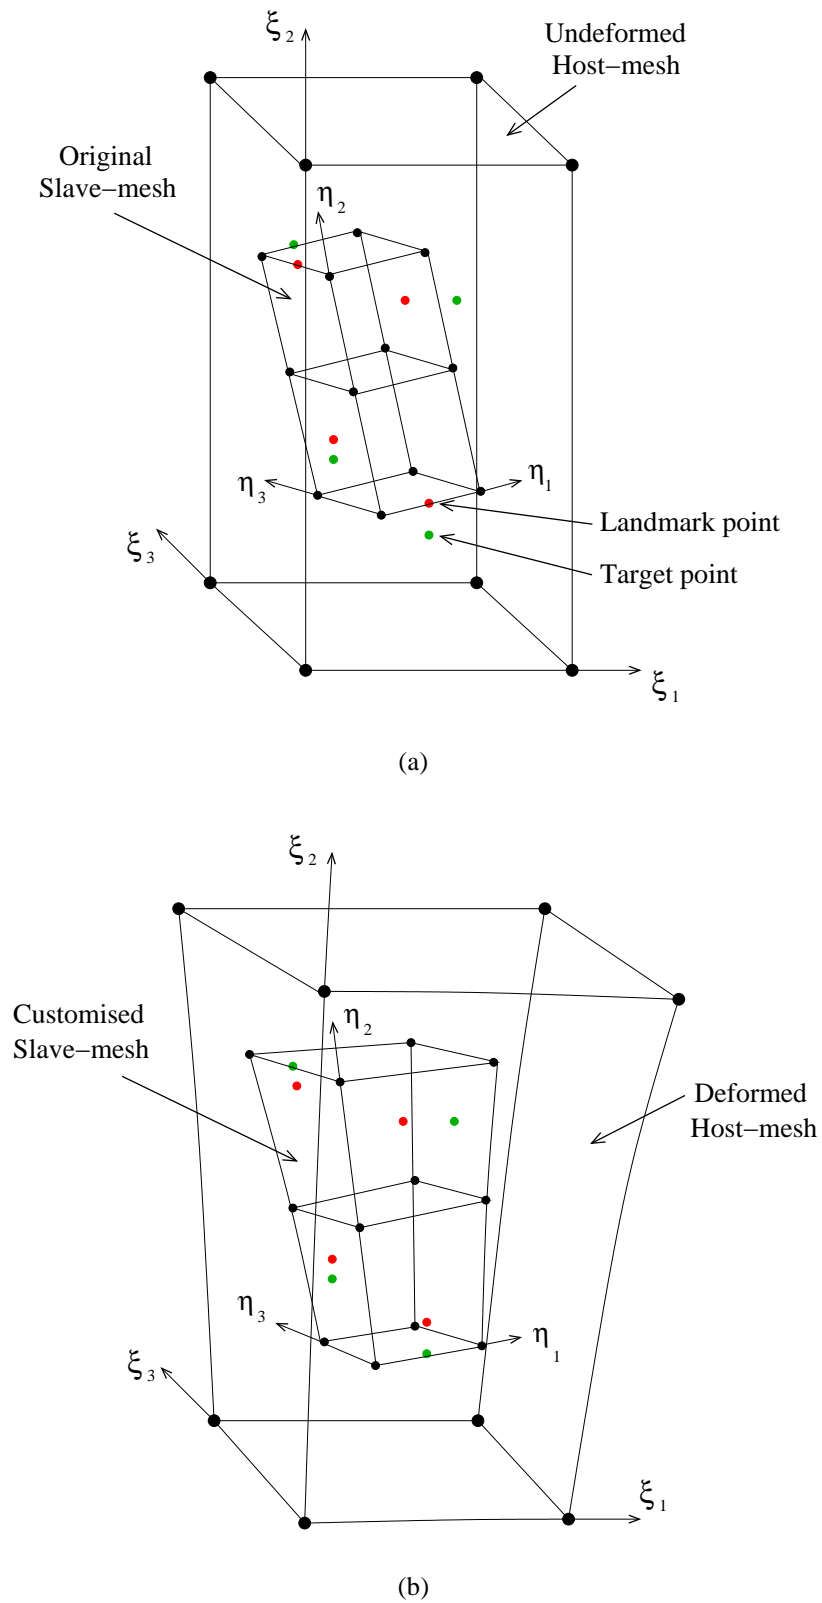 ξ₂
Undeformed
Host−mesh
Original
Slave−mesh
η₂
η₃
η₁
ξ₃
Landmark point
Target point
ξ₁
(a)
ξ₂
Customised
Slave−mesh
η₂
Deformed
Host−mesh
η₃
η₁
ξ₃
ξ₁
(b)